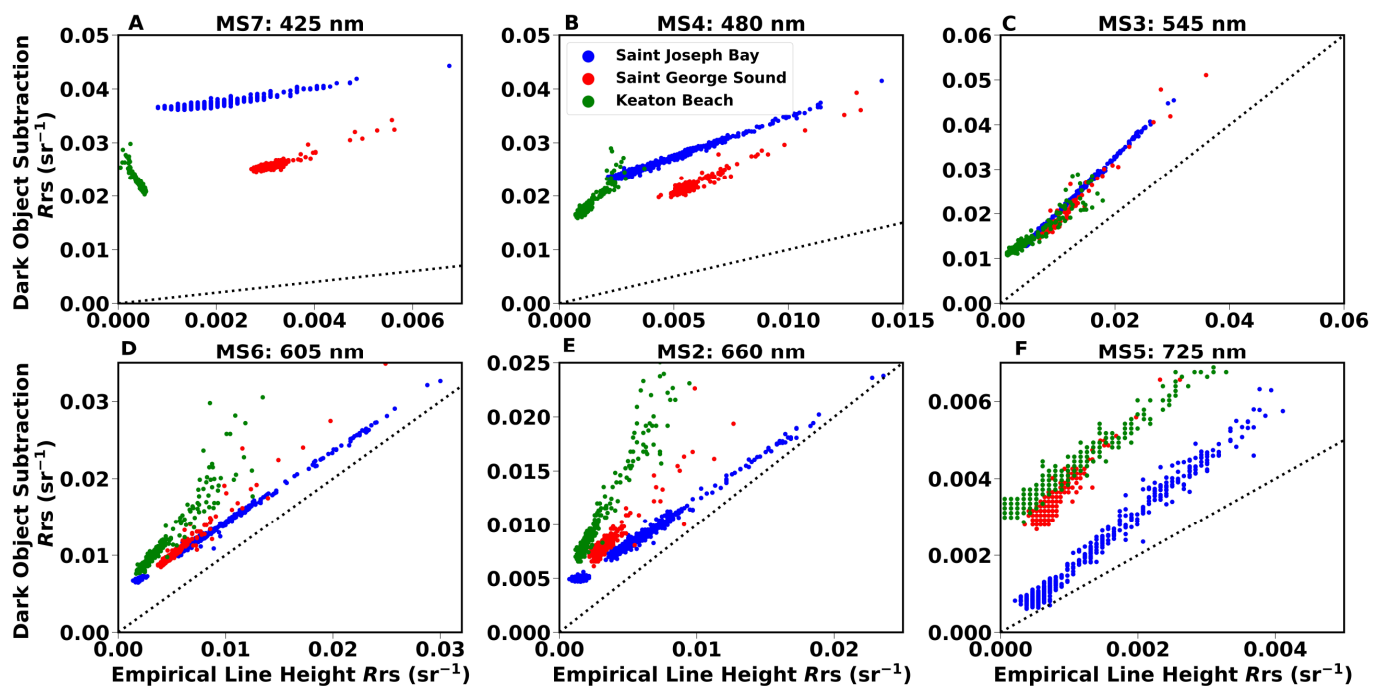 A MS7: 425 nm
B MS4: 480 nm
C MS3: 545 nm
Dark Object Subtraction
Rrs (sr−1)
0.05
0.04
0.03
0.02
0.01
0.00
0.000 0.002 0.004 0.006
0.05
0.04
0.03
0.02
0.01
0.00
0.000 0.005 0.010 0.015
Saint Joseph Bay
Saint George Sound
Keaton Beach
0.06
0.05
0.04
0.03
0.02
0.01
0.00
0.00 0.02 0.04 0.06
D MS6: 605 nm
E MS2: 660 nm
F MS5: 725 nm
Dark Object Subtraction
Rrs (sr−1)
0.03
0.02
0.01
0.00
0.00 0.01 0.02 0.03
0.025
0.020
0.015
0.010
0.005
0.000
0.00 0.01 0.02
0.006
0.004
0.002
0.000
0.000 0.002 0.004
Empirical Line Height Rrs (sr−1)
Empirical Line Height Rrs (sr−1)
Empirical Line Height Rrs (sr−1)